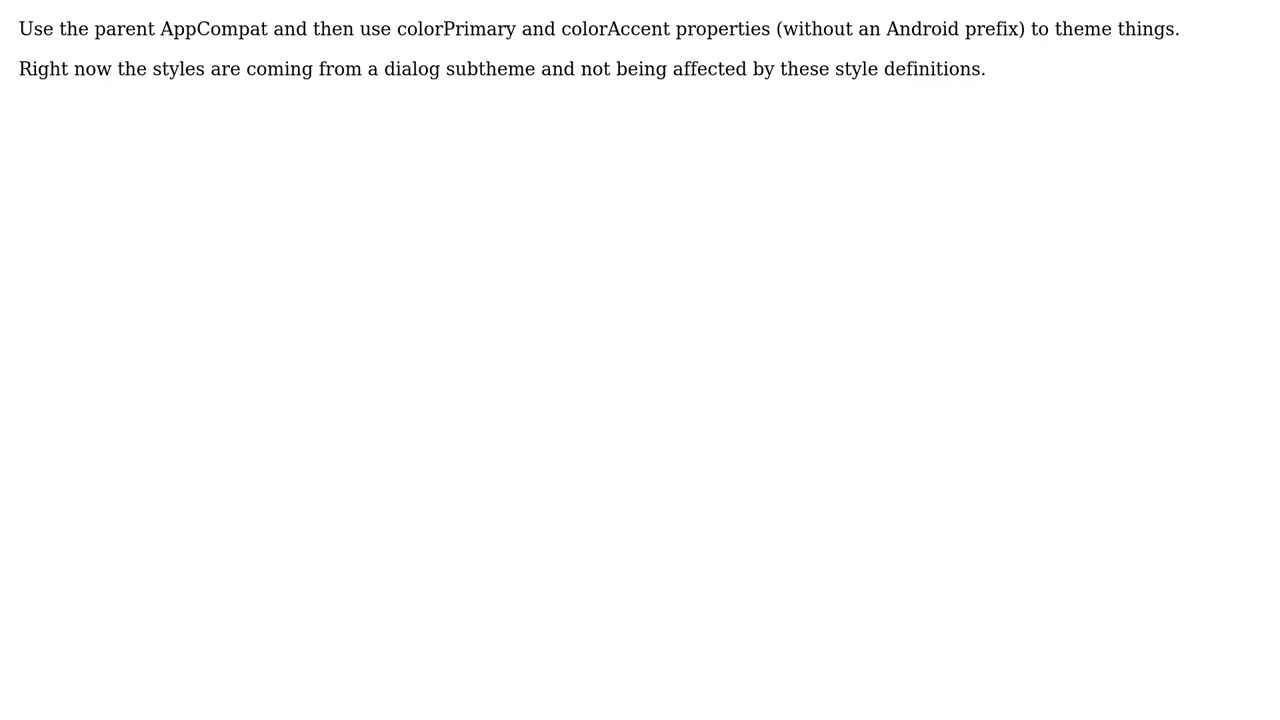 Use the parent AppCompat and then use colorPrimary and colorAccent properties (without an Android prefix) to theme things.
Right now the styles are coming from a dialog subtheme and not being affected by these style definitions.